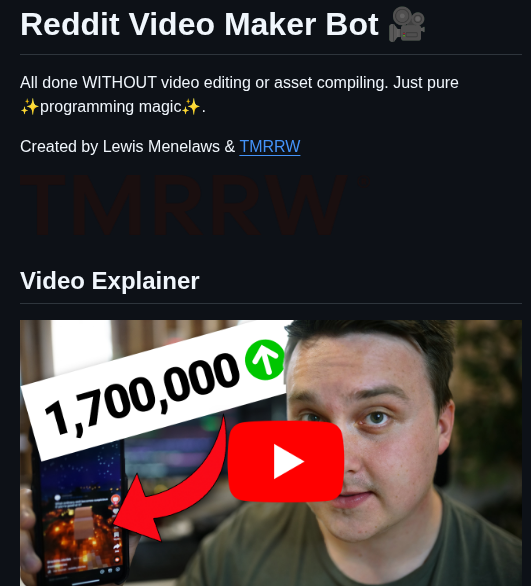 Reddit Video Maker Bot 🎥
All done WITHOUT video editing or asset compiling. Just pure
✨programming magic✨.
Created by Lewis Menelaws & TMRRW
TMRRW
Video Explainer
1,700,000